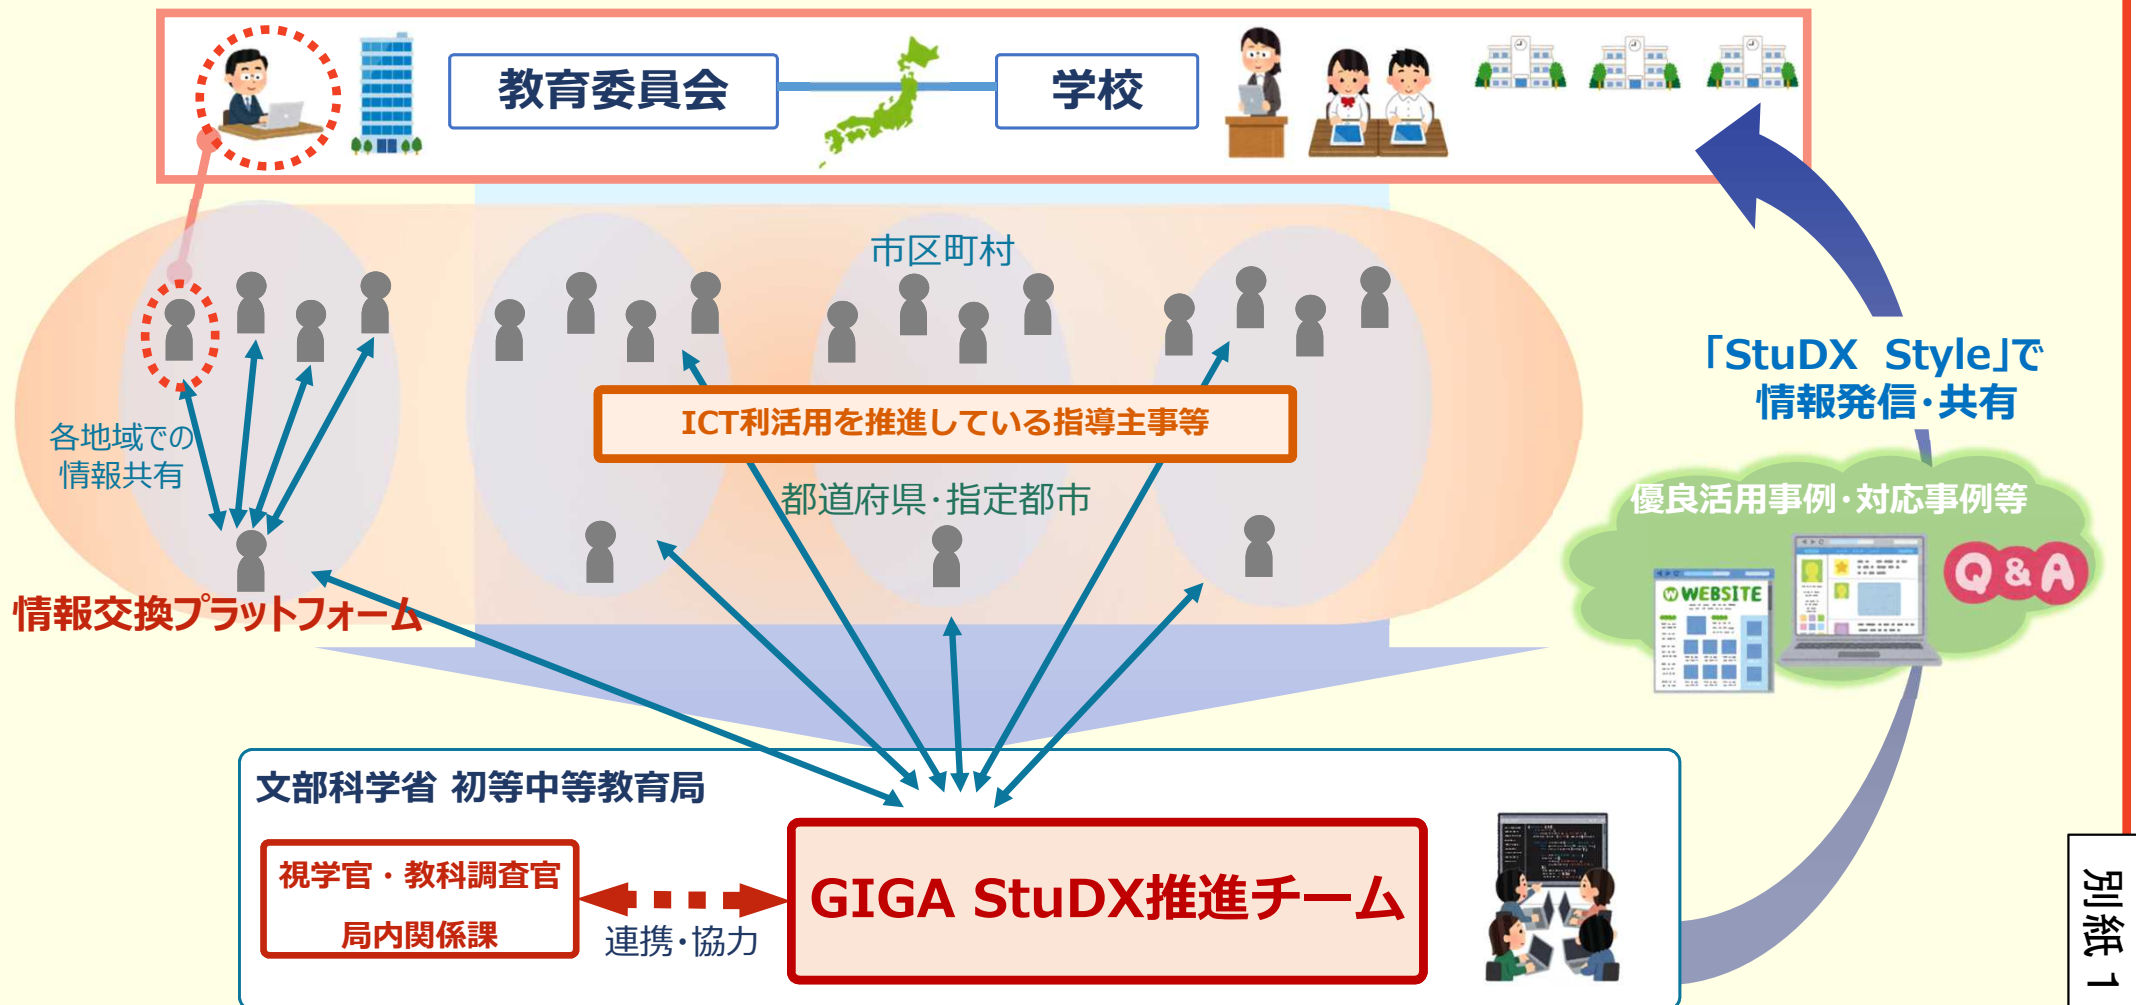 教育委員会
学校
市区町村
ICT利活用を推進している指導主事等
各地域での
情報共有
都道府県・指定都市
情報交換プラットフォーム
「StuDX Style」で
情報発信・共有
優良活用事例・対応事例等
WEBSITE
Q&A
文部科学省 初等中等教育局
視学官・教科調査官
局内関係課
連携・協力
GIGA StuDX推進チーム
別紙1